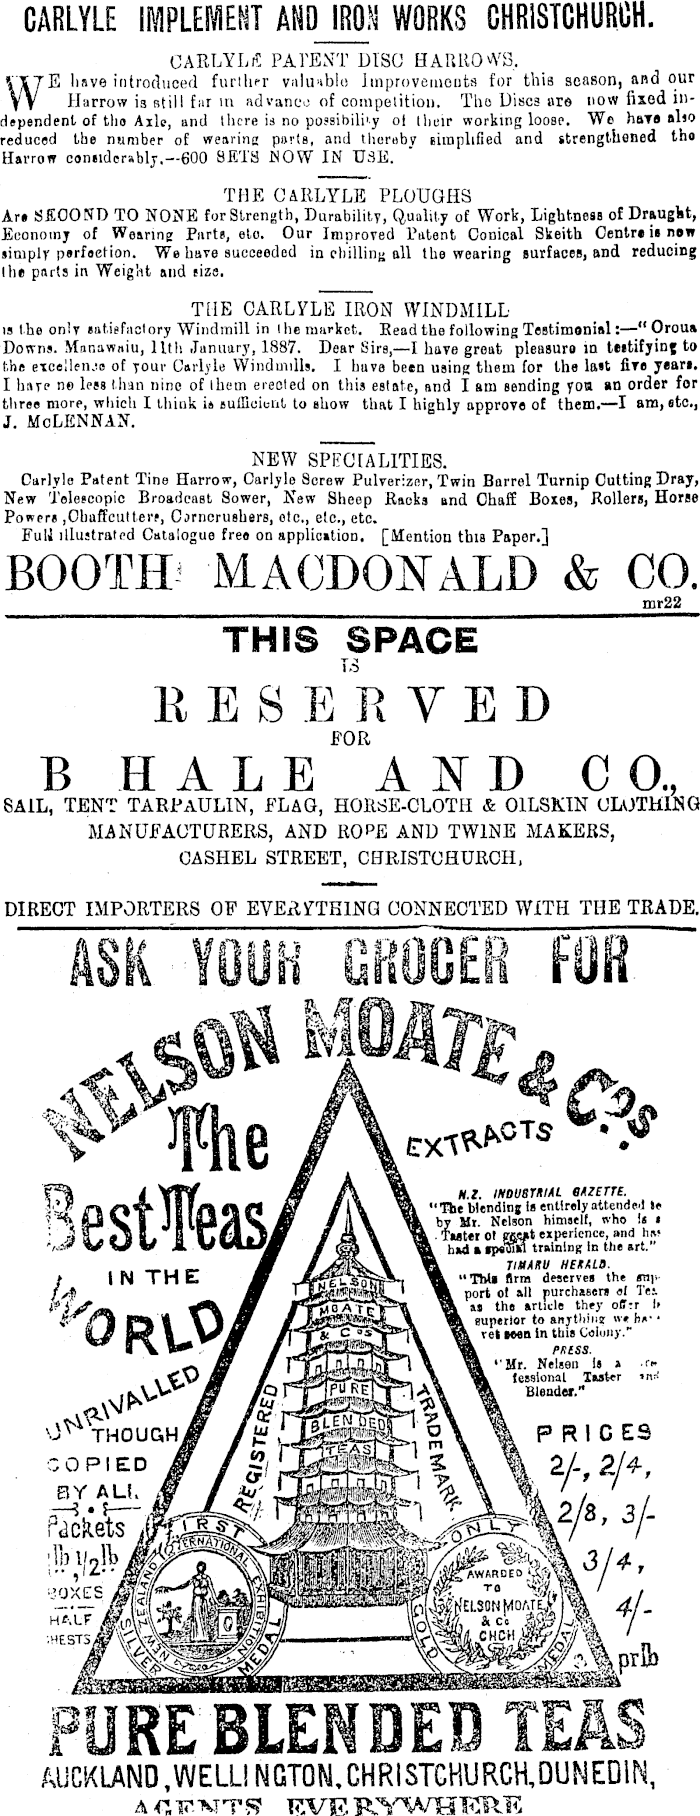 CARLYLE IMPLEMENT AND IRON WORKS CHRISTCHURCH.
CARLYLE PATENT DISC HARROWS.
WE have introduced further valuable Improvements for this season, and our
Harrow is still far in advance of competition. The Discs are now fixed in-
dependent of the Axle, and there is no possibility of their working loose. We have also
reduced the number of wearing parts, and thereby simplified and strengthened the
Harrow considerably.--600 SETS NOW IN USE.
THE CARLYLE PLOUGHS
Are SECOND TO NONE for Strength, Durability, Quality of Work, Lightness of Draught,
Economy of Wearing Parts, etc. Our Improved Patent Conical Skeith Centre is now
simply perfection. We have succeeded in chilling all the wearing surfaces, and reducing
the parts in Weight and size.
THE CARLYLE IRON WINDMILL
is the only satisfactory Windmill in the market. Read the following Testimonial:—"Oroua
Downs. Manawatu, 11th January, 1887. Dear Sirs,—I have great pleasure in testifying to
the excellence of your Carlyle Windmills. I have been using them for the last five years.
I have no less than nine of them erected on this estate, and I am sending you an order for
three more, which I think is sufficient to show that I highly approve of them.—I am, etc.,
J. McLENNAN.
NEW SPECIALITIES.
Carlyle Patent Tine Harrow, Carlyle Screw Pulverizer, Twin Barrel Turnip Cutting Dray,
New Telescopic Broadcast Sower, New Sheep Racks and Chaff Boxes, Rollers, Horse
Powers, Chaffcutters, Corncrushers, etc., etc., etc.
Full illustrated Catalogue free on application. [Mention this Paper.]
BOOTH MACDONALD & CO.
mr22
THIS SPACE
IS
RESERVED
FOR
B HALE AND CO.,
SAIL, TENT TARPAULIN, FLAG, HORSE-CLOTH & OILSKIN CLOTHING
MANUFACTURERS, AND ROPE AND TWINE MAKERS,
CASHEL STREET, CHRISTCHURCH,
DIRECT IMPORTERS OF EVERYTHING CONNECTED WITH THE TRADE.
ASK YOUR GROCER FOR
NELSON MOATE & Co's.
The
Best Teas
IN THE
WORLD
UNRIVALLED
THOUGH
COPIED
BY ALL.
Packets
1lb, 1/2lb
BOXES
HALF
CHESTS
EXTRACTS
N.Z. INDUSTRIAL GAZETTE.
"The blending is entirely attended to
by Mr. Nelson himself, who is a
Taster of great experience, and has
had a special training in the art."
TIMARU HERALD.
"This firm deserves the sup-
port of all purchasers of Tea
as the article they offer is
superior to anything we have
yet seen in this Colony."
PRESS.
"Mr. Nelson is a
fessional Taster and
Blender."
PRICES
2/-, 2/4,
2/8, 3/-
3/4,
4/-
pr lb
NELSON
MOATE
& Cos
PURE
BLENDED
TEAS
REGISTERED
TRADEMARK
FIRST
SILVER MEDAL
NEW ZEALAND INTERNATIONAL EXHIBITION
ONLY
GOLD MEDAL
AWARDED
TO
NELSON MOATE
& Co
CHCH
PURE BLENDED TEAS
AUCKLAND, WELLINGTON, CHRISTCHURCH, DUNEDIN,
AGENTS EVERYWHERE